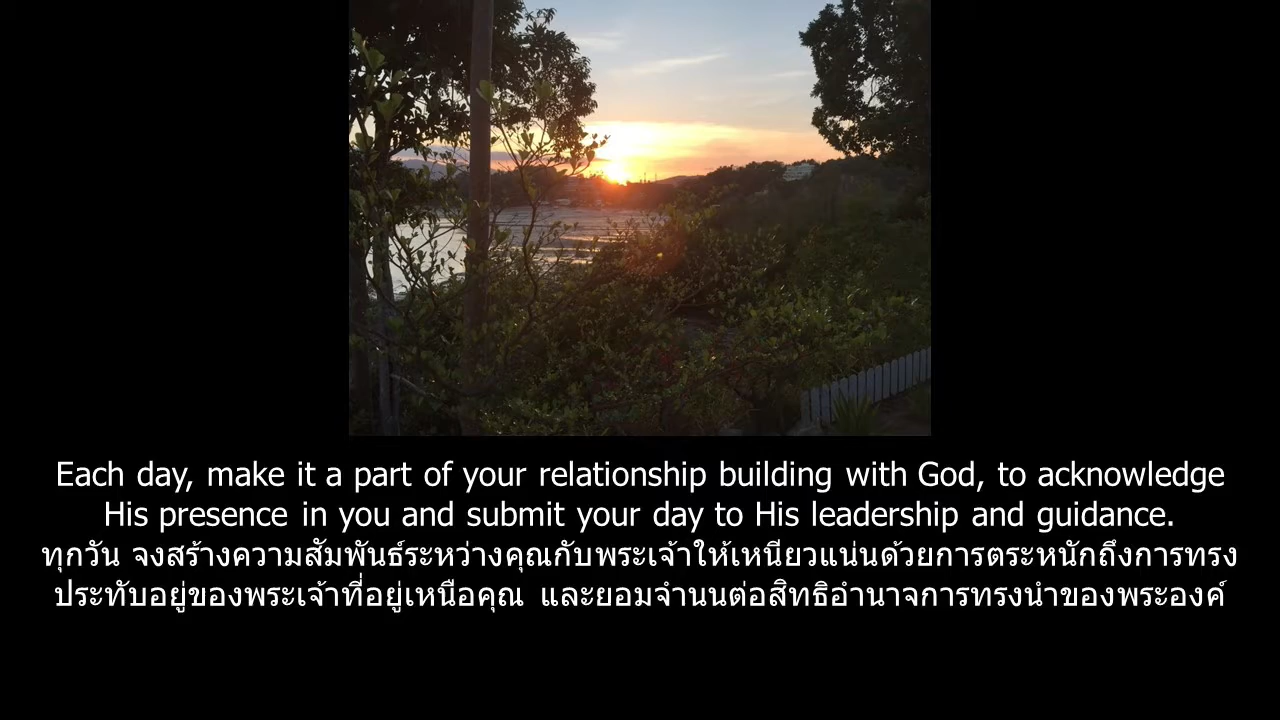 Each day, make it a part of your relationship building with God, to acknowledge
His presence in you and submit your day to His leadership and guidance.
ทุกวัน จงสร้างความสัมพันธ์ระหว่างคุณกับพระเจ้าให้เหนียวแน่นด้วยการตระหนักถึงการทรง
ประทับอยู่ของพระเจ้าที่อยู่เหนือคุณ และยอมจำนนต่อสิทธิอำนาจการทรงนำของพระองค์